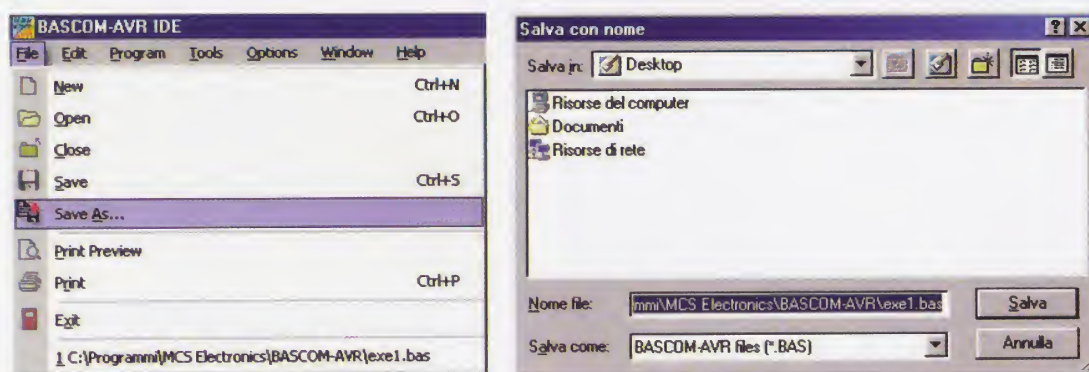 BASCOM-AVR IDE
File Edit Program Tools Options Window Help
New Ctrl+N
Open Ctrl+O
Close
Save Ctrl+S
Save As...
Print Preview
Print Ctrl+P
Exit
1 C:\Programmi\MCS Electronics\BASCOM-AVR\exe1.bas
Salva con nome
Salva in: Desktop
Risorse del computer
Documenti
Risorse di rete
Nome file: mmi\MCS Electronics\BASCOM-AVR\exe1.bas Salva
Salva come: BASCOM-AVR files (*.BAS) Annulla